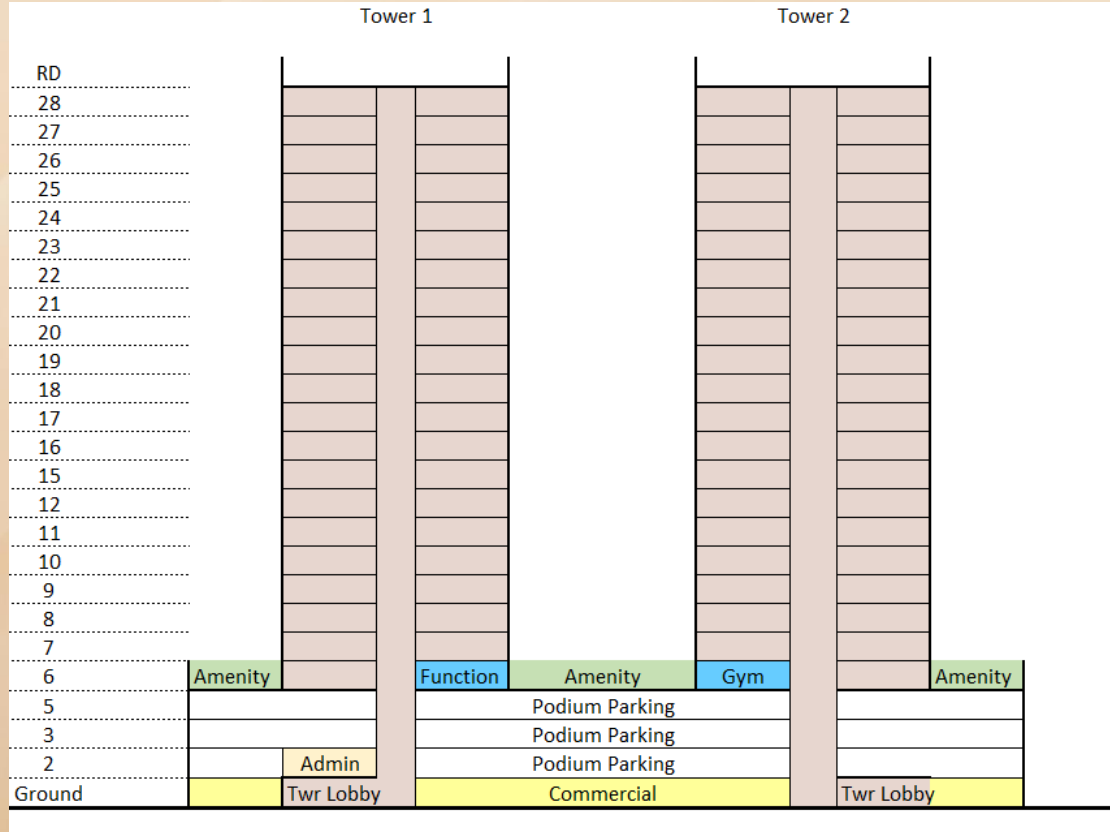 Tower 1 Tower 2
RD
28
27
26
25
24
23
22
21
20
19
18
17
16
15
12
11
10
9
8
7
6 Amenity Function Amenity Gym Amenity
5 Podium Parking
3 Podium Parking
2 Admin Podium Parking
Ground Twr Lobby Commercial Twr Lobby